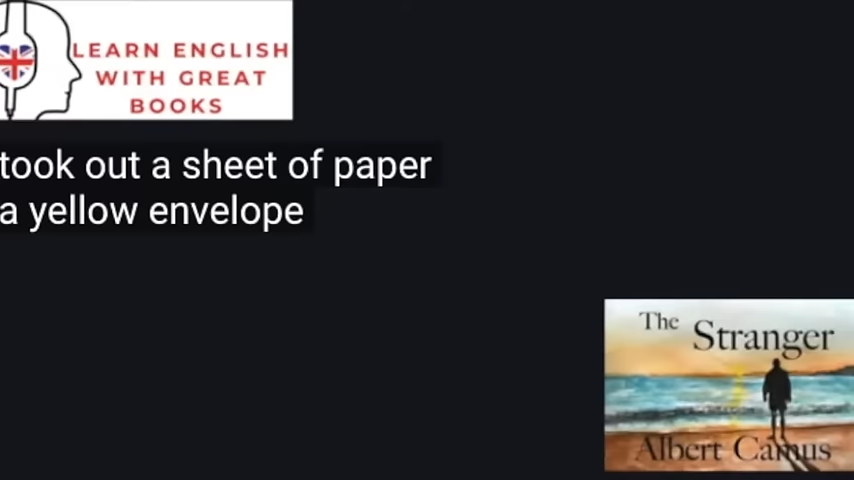 LEARN ENGLISH
WITH GREAT
BOOKS
took out a sheet of paper
a yellow envelope
The Stranger
Albert Camus